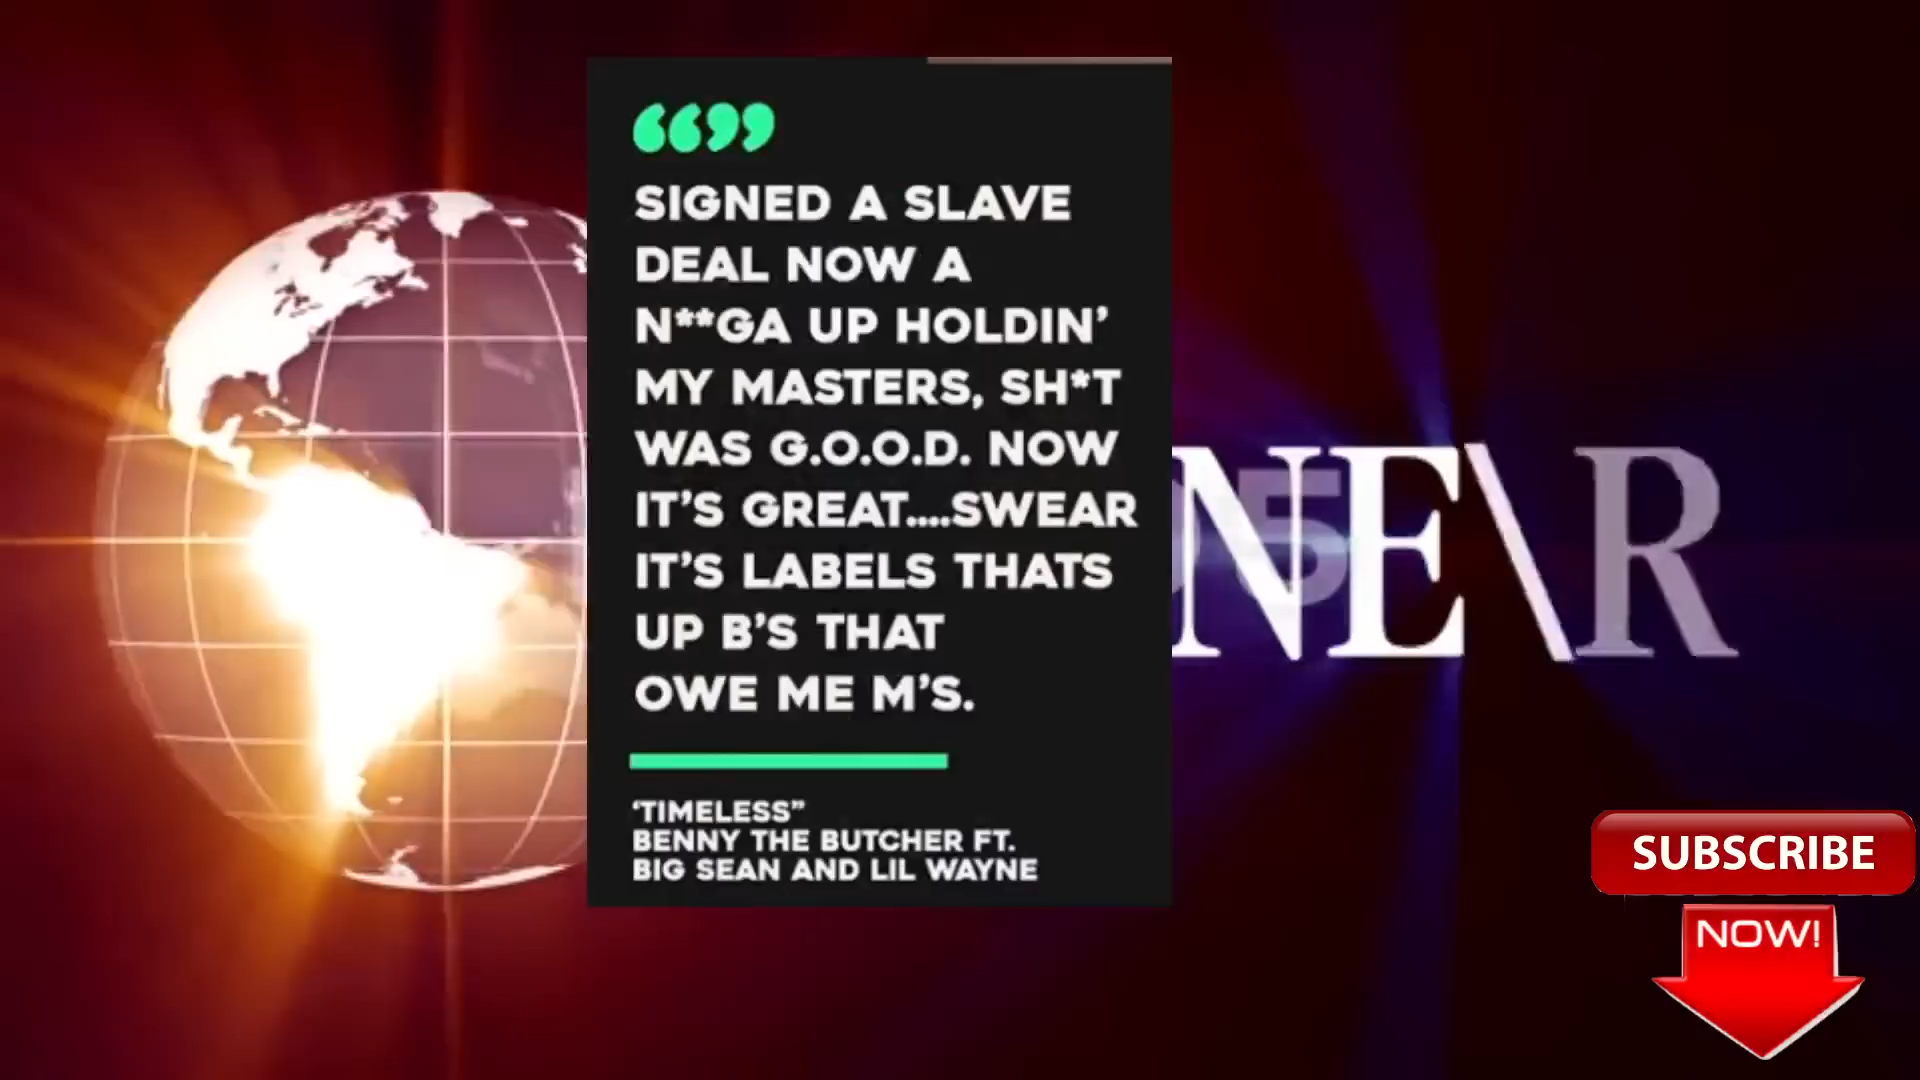 ““””
SIGNED A SLAVE
DEAL NOW A
N**GA UP HOLDIN’
MY MASTERS, SH*T
WAS G.O.O.D. NOW
IT’S GREAT....SWEAR
IT’S LABELS THATS
UP B’S THAT
OWE ME M’S.
‘TIMELESS”
BENNY THE BUTCHER FT.
BIG SEAN AND LIL WAYNE
NE\R
5
SUBSCRIBE
NOW!